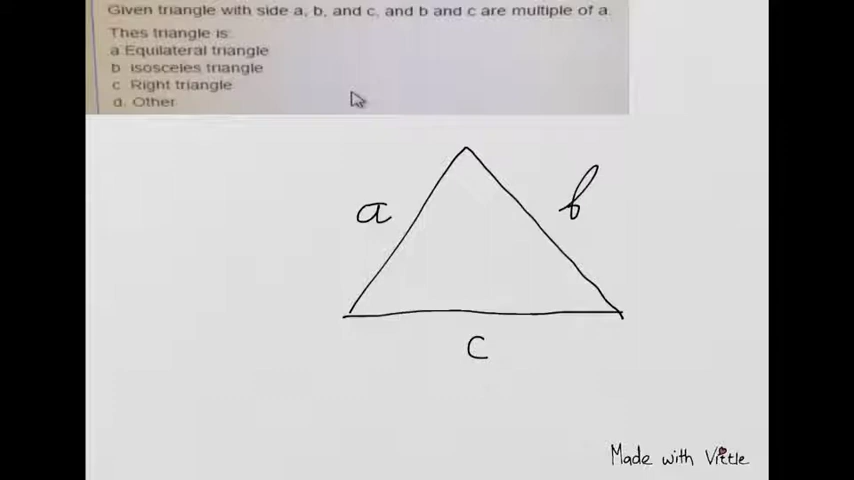 Given triangle with side a, b, and c, and b and c are multiple of a.
Thes triangle is:
a Equilateral triangle
b isosceles triangle
c Right triangle
d. Other
a
b
c
Made with Vittle